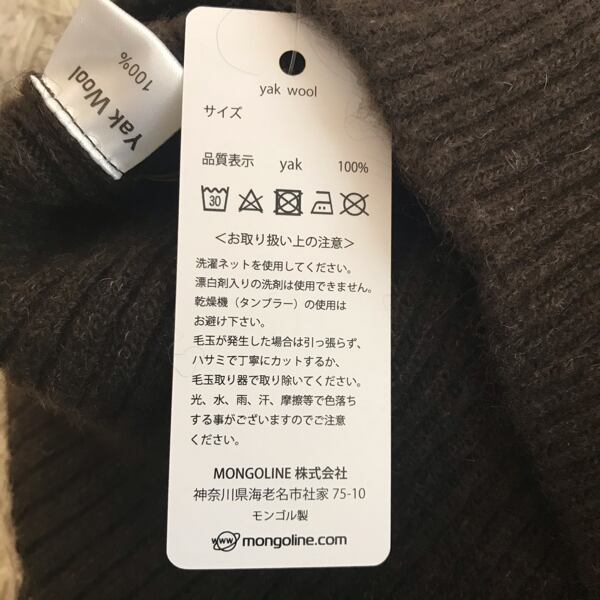 Yak Wool
100%
yak wool
サイズ
品質表示 yak 100%
30
＜お取り扱い上の注意＞
洗濯ネットを使用してください。
漂白剤入りの洗剤は使用できません。
乾燥機（タンブラー）の使用は
お避け下さい。
毛玉が発生した場合は引っ張らず、
ハサミで丁寧にカットするか、
毛玉取り器で取り除いてください。
光、水、雨、汗、摩擦等で色落ち
する事がございますのでご注意
ください。
MONGOLINE 株式会社
神奈川県海老名市社家 75-10
モンゴル製
www mongoline.com